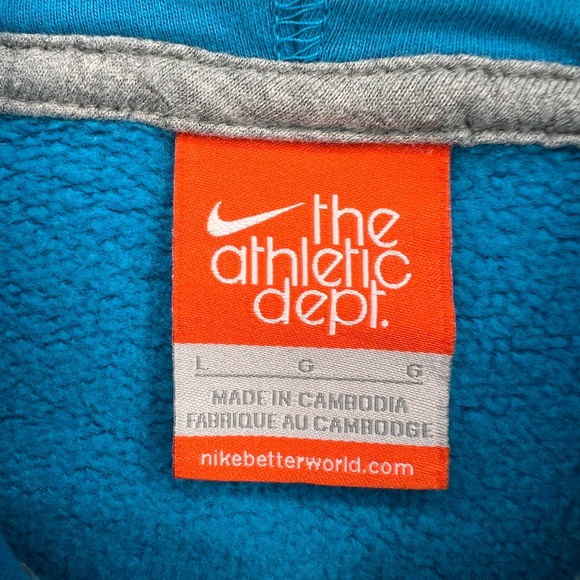 the
athletic
dept.
L G G
MADE IN CAMBODIA
FABRIQUE AU CAMBODGE
nikebetterworld.com